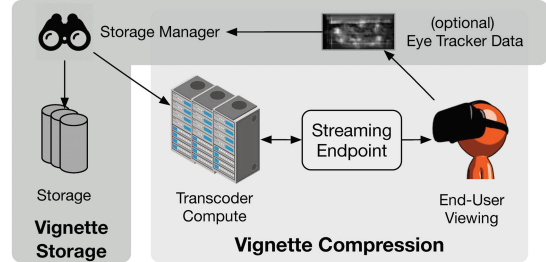 (optional)
Storage Manager
Eye Tracker Data
Streaming
Endpoint
Storage
Transcoder
Compute
End-User
Viewing
Vignette
Storage
Vignette Compression